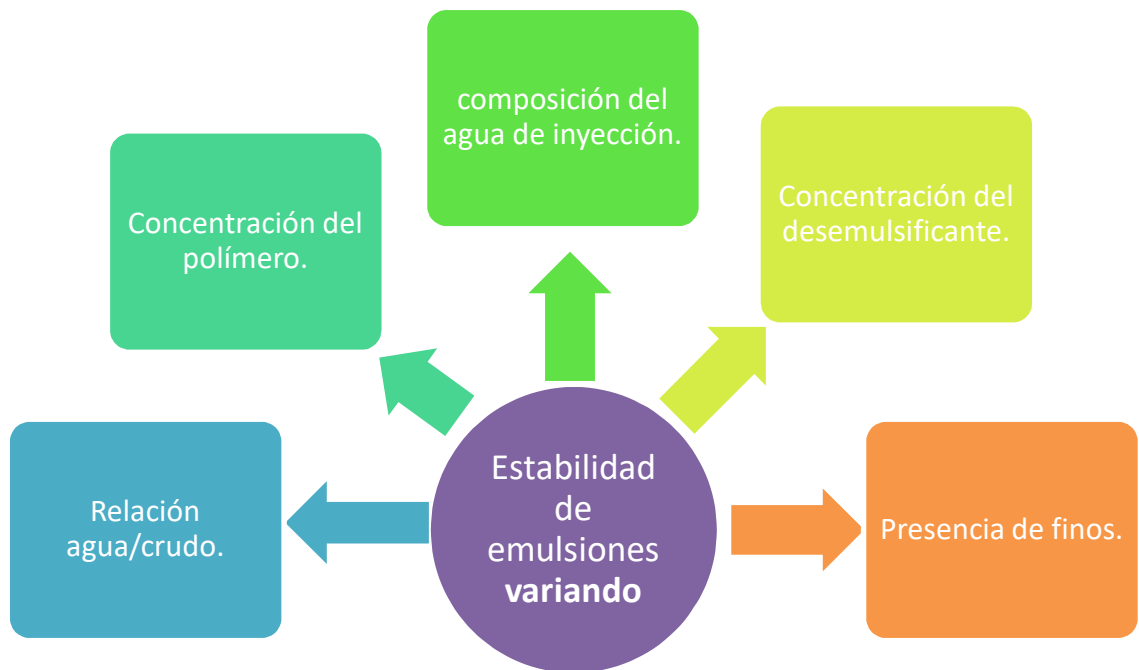 composición del
agua de inyección.
Concentración del
polímero.
Concentración del
desemulsificante.
Relación
agua/crudo.
Estabilidad
de
emulsiones
variando
Presencia de finos.